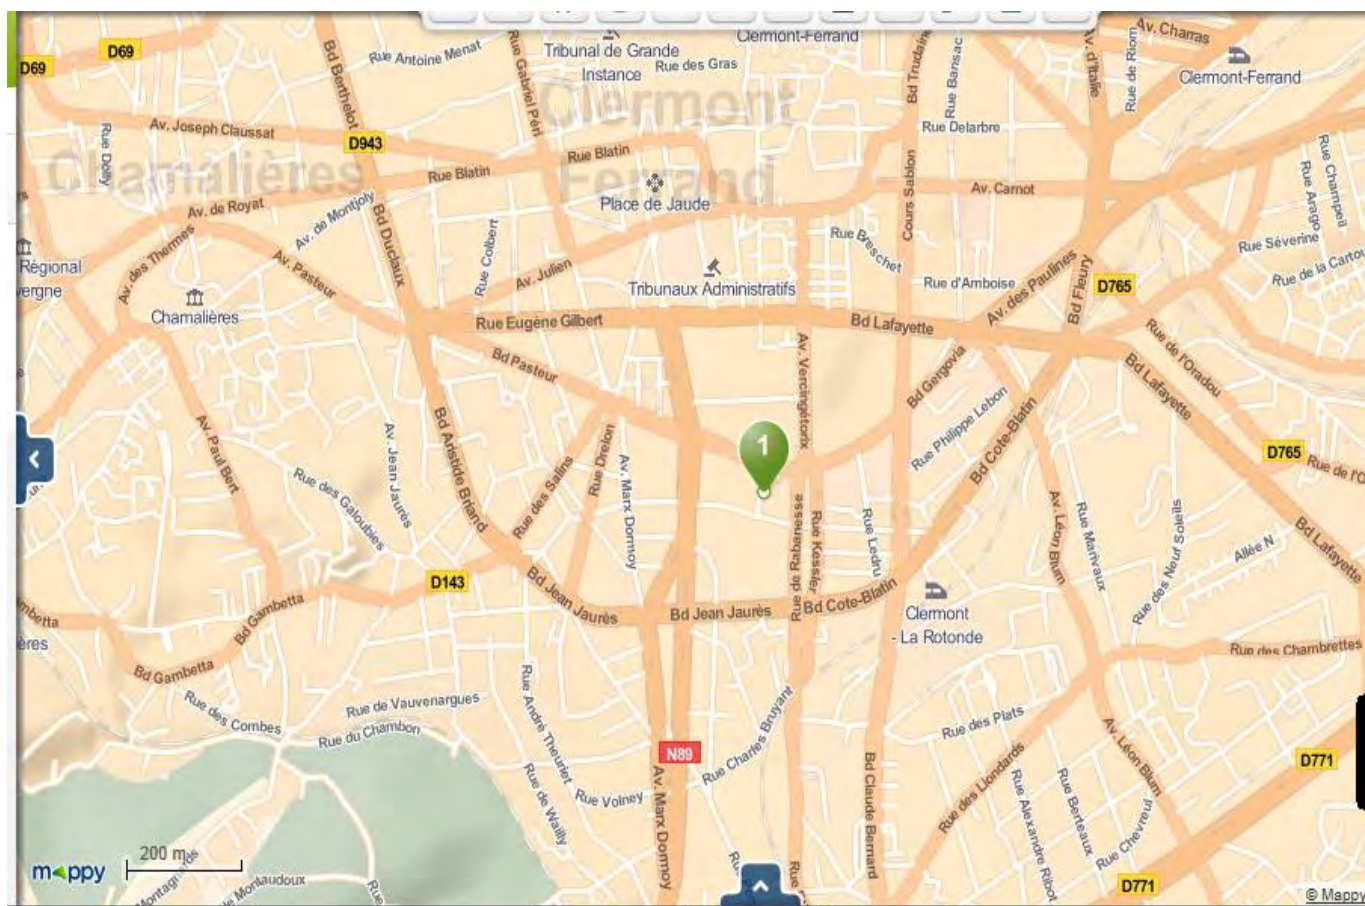 D69
D69
Bd Berthelot
Rue Antoine Menat
Rue Gabriel Péri
Tribunal de Grande
Instance
Rue des Gras
Clermont-Ferrand
Bd Trudaine
Rue Bansac
Av. d'Italie
Rue de Riom
Av. Charras
Clermont-Ferrand
Clermont
Ferrand
Chamalières
Rue Dolly
Av. Joseph Claussat
D943
Rue Blatin
Rue Blatin
Rue Delarbre
Place de Jaude
Cours Sablon
Av. Carnot
Rue Champeil
Rue Arago
Av. de Royat
Av. de Montjoly
Bd Duclaux
Rue Colbert
Rue Breschet
Rue Séverine
Régional
Av. des Thermes
Av. Pasteur
Av. Julien
Tribunaux Administratifs
Rue d'Amboise
Av. des Paulines
Bd Fleury
D765
Rue de la Cartou
vergne
Chamalières
Rue Eugène Gilbert
Bd Lafayette
Rue de l'Oradou
Bd Pasteur
Av. Vercingétorix
Bd Gergovia
Bd Lafayette
Rue Philippe Lebon
Bd Cote-Blatin
Av. Paul Bert
Av. Jean Jaurès
Bd Aristide Briand
Rue Drelon
Rue des Salins
Av. Marx Dormoy
1
D765
Rue de l'O
Rue des Galoubies
Rue de Rabanesse
Rue Kessler
Rue Ledru
Av. Léon Blum
Rue Marivaux
Rue des Neuf Soleils
Allée N
Bd Lafayette
D143
Bd Jean Jaurès
Bd Jean Jaurès
Bd Cote-Blatin
Clermont
- La Rotonde
mbetta
Bd Gambetta
ères
Bd Gambetta
Rue des Chambrettes
Rue des Combes
Rue de Vauvenargues
Rue du Chambon
Rue André Theuriet
Rue Charles Bruyant
Rue des Plats
N89
Av. Léon Blum
D771
Rue de Wailly
Rue Volney
Av. Marx Dormoy
Bd Claude Bernard
Rue des Liondards
Rue Alexandre Ribot
Rue Berteaux
Rue Chevreul
mappy
200 m
Montaudoux
D771
© Mappy